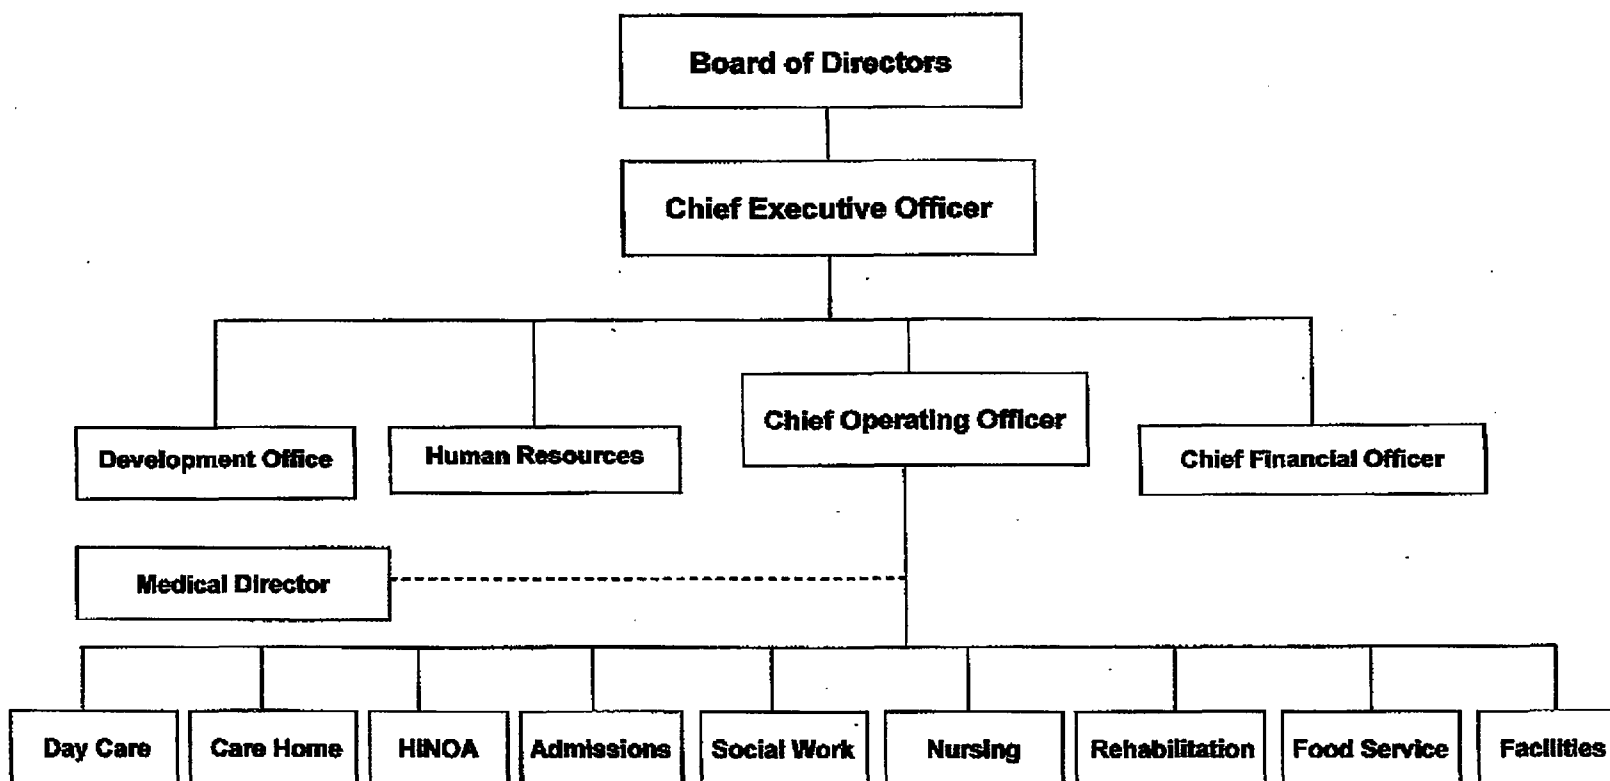 Board of Directors
Chief Executive Officer
Chief Operating Officer
Development Office
Human Resources
Chief Financial Officer
Medical Director
Day Care
Care Home
HINOA
Admissions
Social Work
Nursing
Rehabilitation
Food Service
Facilities